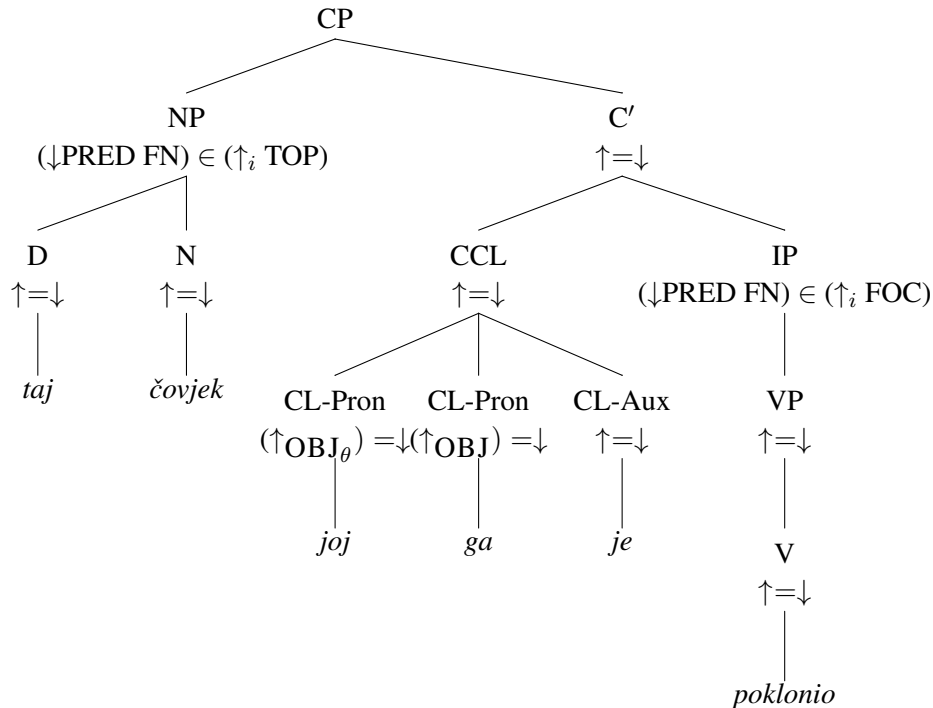 CP
NP C′
(↓PRED FN) ∈ (↑i TOP) ↑=↓
D N CCL IP
↑=↓ ↑=↓ ↑=↓ (↓PRED FN) ∈ (↑i FOC)
taj čovjek CL-Pron CL-Pron CL-Aux VP
(↑OBJθ) =↓ (↑OBJ) =↓ ↑=↓ ↑=↓
joj ga je
V
↑=↓
poklonio